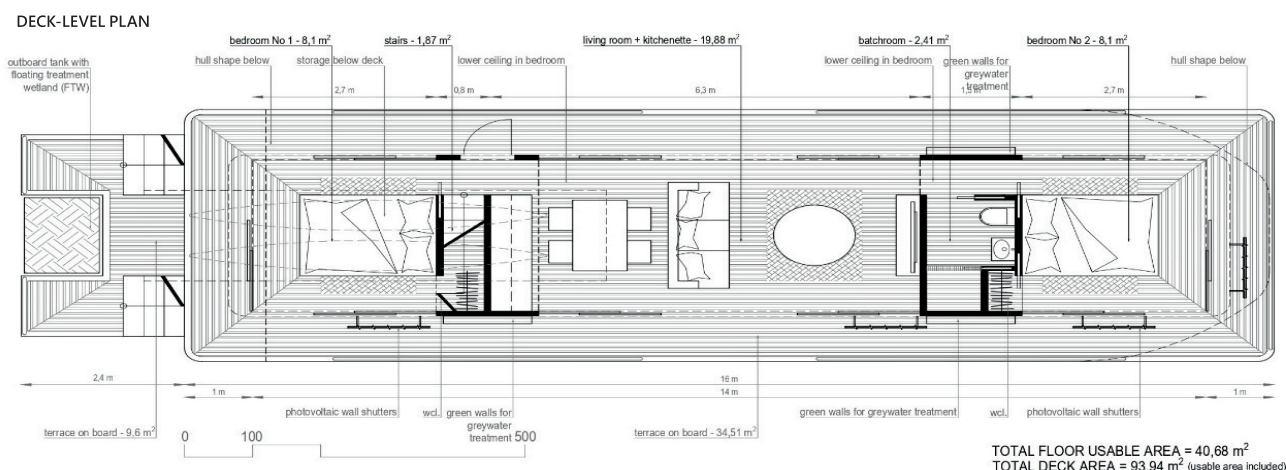 DECK-LEVEL PLAN
bedroom No 1 - 8,1 m²
stairs - 1,87 m²
living room + kitchenette - 19,88 m²
batchroom - 2,41 m²
bedroom No 2 - 8,1 m²
outboard tank with
floating treatment
wetland (FTW)
hull shape below
storage below deck
lower ceiling in bedroom
lower ceiling in bedroom
green walls for
greywater
treatment
hull shape below
2,7 m
0,8 m
6,3 m
2,7 m
2,4 m
16 m
1 m
14 m
1 m
photovoltaic wall shutters
wcl.
green walls for
greywater
treatment
green walls for greywater treatment
wcl.
photovoltaic wall shutters
terrace on board - 9,6 m²
terrace on board - 34,51 m²
0
100
500
TOTAL FLOOR USABLE AREA = 40,68 m²
TOTAL DECK AREA = 93,94 m² (usable area included)